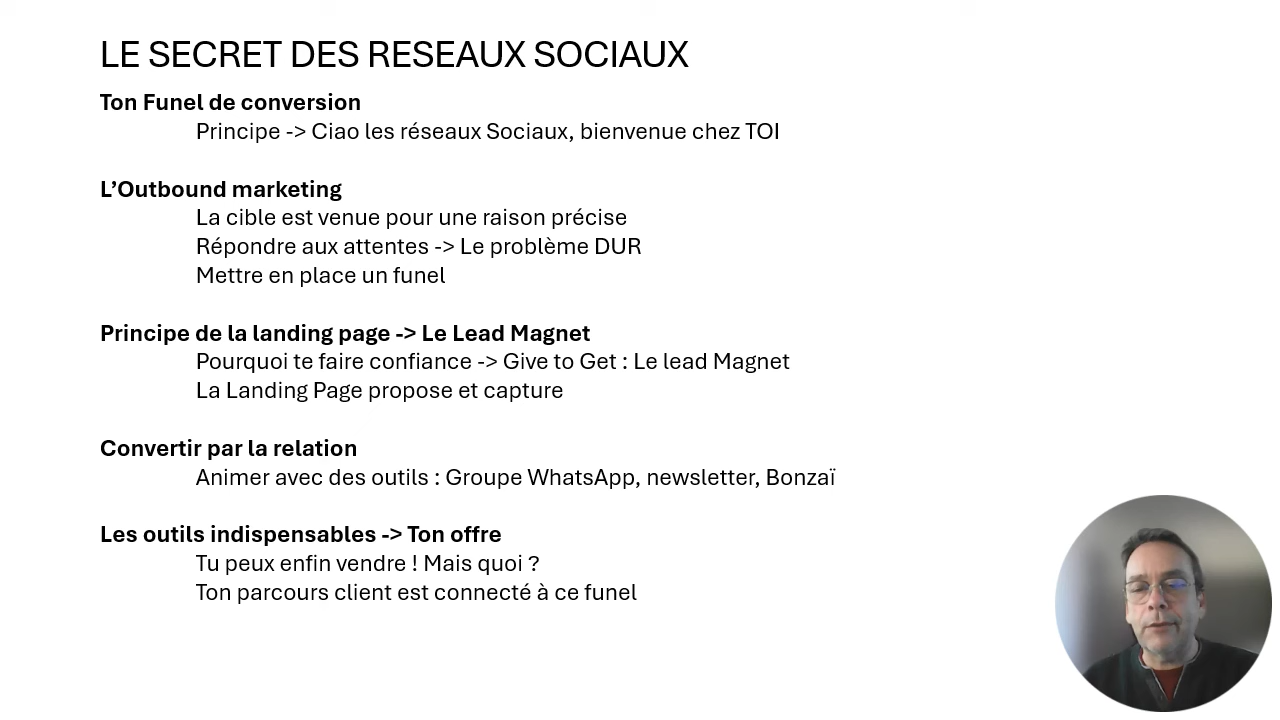 LE SECRET DES RESEAUX SOCIAUX
Ton Funel de conversion
Principe -> Ciao les réseaux Sociaux, bienvenue chez TOI
L’Outbound marketing
La cible est venue pour une raison précise
Répondre aux attentes -> Le problème DUR
Mettre en place un funel
Principe de la landing page -> Le Lead Magnet
Pourquoi te faire confiance -> Give to Get : Le lead Magnet
La Landing Page propose et capture
Convertir par la relation
Animer avec des outils : Groupe WhatsApp, newsletter, Bonzaï
Les outils indispensables -> Ton offre
Tu peux enfin vendre ! Mais quoi ?
Ton parcours client est connecté à ce funel